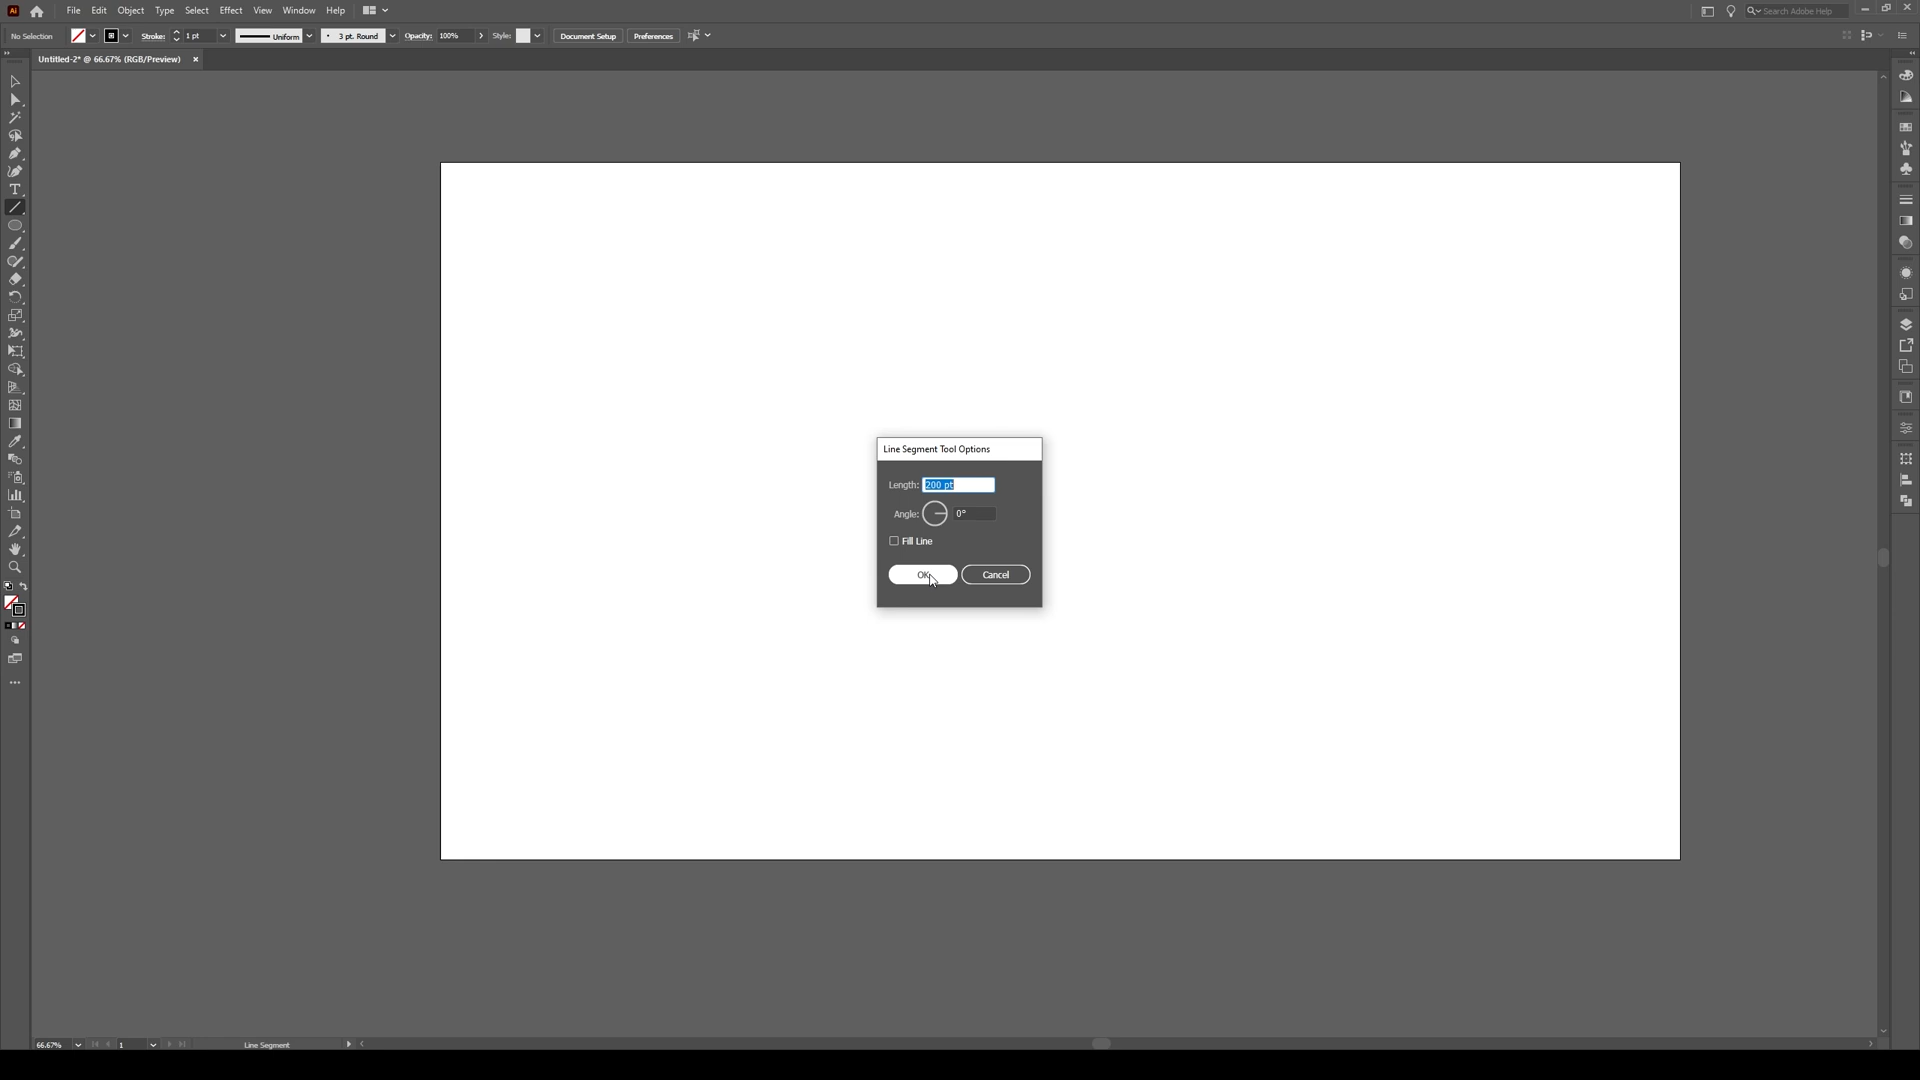 Ai File Edit Object Type Select Effect View Window Help Search Adobe Help
No Selection Stroke: 1 pt Uniform 3 pt. Round Opacity: 100% Style: Document Setup Preferences
Untitled-2* @ 66.67% (RGB/Preview) ×
T
Line Segment Tool Options
Length: 200 pt
Angle: 0°
Fill Line
OK Cancel
66.67% 1 Line Segment